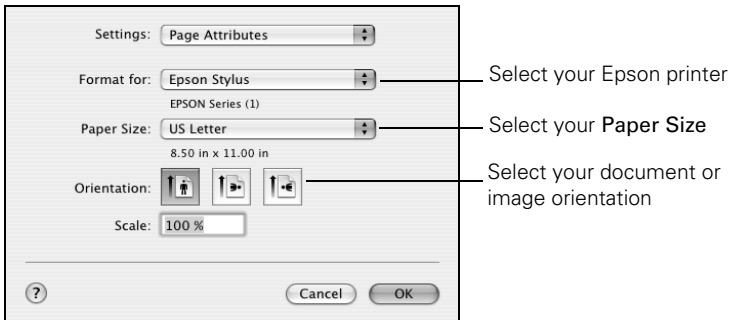 Settings: Page Attributes
Format for: Epson Stylus
EPSON Series (1)
Select your Epson printer
Paper Size: US Letter
8.50 in x 11.00 in
Select your Paper Size
Orientation:
Select your document or
image orientation
Scale: 100 %
?
Cancel
OK